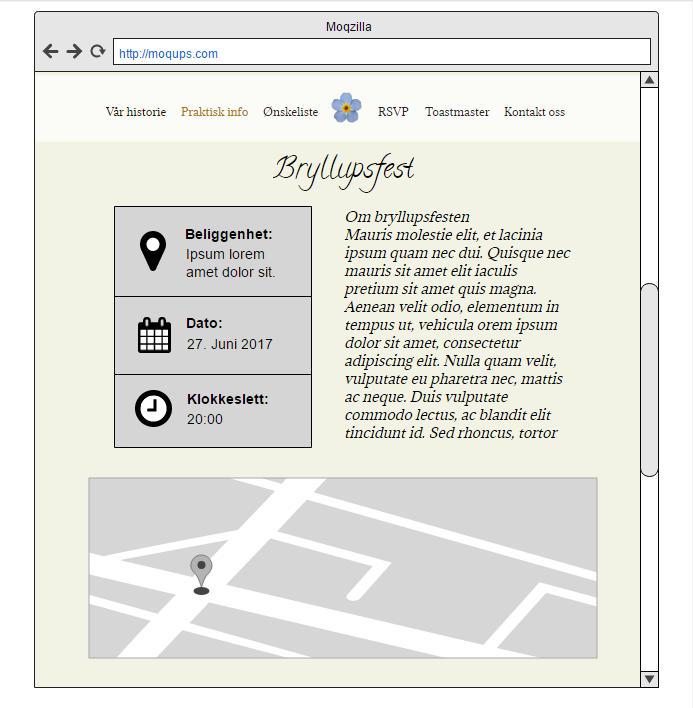 Moqzilla
http://moqups.com
Vår historie Praktisk info Ønskeliste RSVP Toastmaster Kontakt oss
Bryllupsfest
Beliggenhet:
Ipsum lorem
amet dolor sit.
Dato:
27. Juni 2017
Klokkeslett:
20:00
Om bryllupsfesten
Mauris molestie elit, et lacinia
ipsum quam nec dui. Quisque nec
mauris sit amet elit iaculis
pretium sit amet quis magna.
Aenean velit odio, elementum in
tempus ut, vehicula orem ipsum
dolor sit amet, consectetur
adipiscing elit. Nulla quam velit,
vulputate eu pharetra nec, mattis
ac neque. Duis vulputate
commodo lectus, ac blandit elit
tincidunt id. Sed rhoncus, tortor